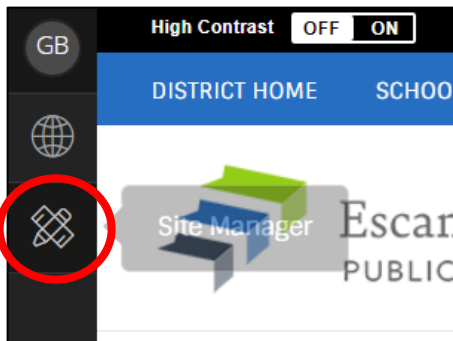 GB
High Contrast OFF ON
DISTRICT HOME SCHOO
Site Manager
Escan
PUBLIC